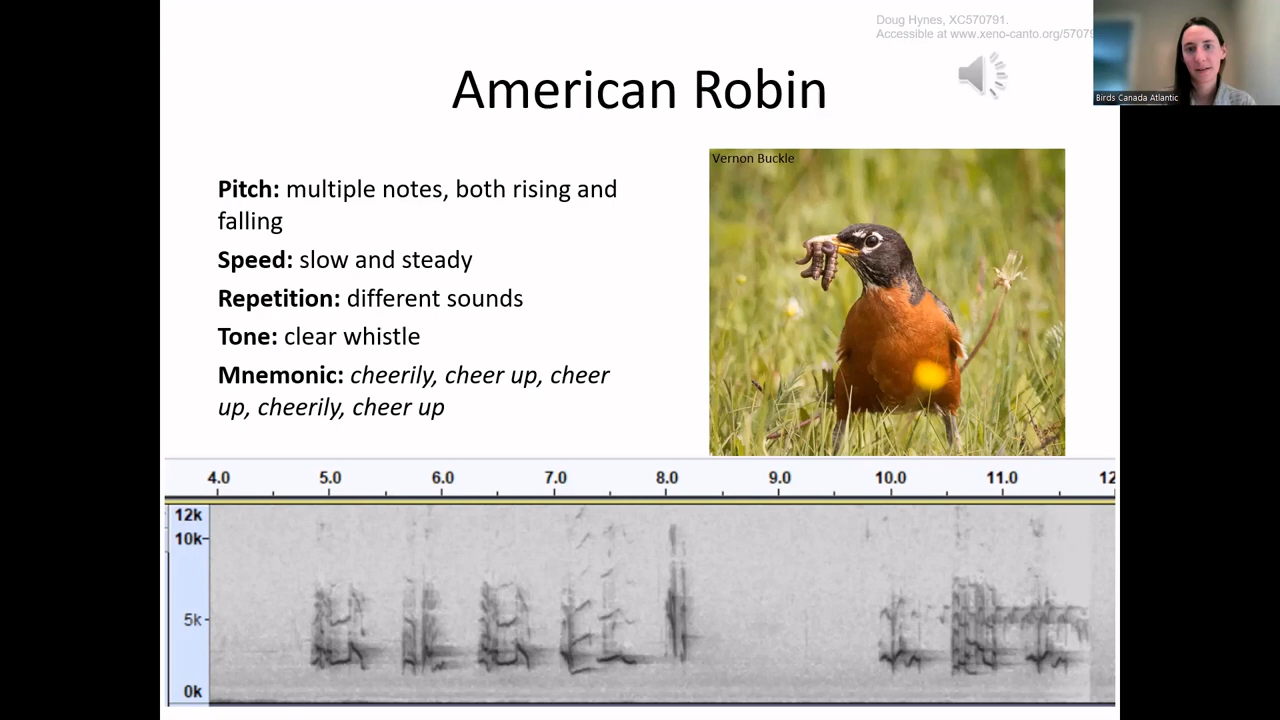 Doug Hynes, XC570791.
Accessible at www.xeno-canto.org/5707
Birds Canada Atlantic
American Robin
Vernon Buckle
Pitch: multiple notes, both rising and
falling
Speed: slow and steady
Repetition: different sounds
Tone: clear whistle
Mnemonic: cheerily, cheer up, cheer
up, cheerily, cheer up
4.0 5.0 6.0 7.0 8.0 9.0 10.0 11.0 12
12k
10k
5k
0k